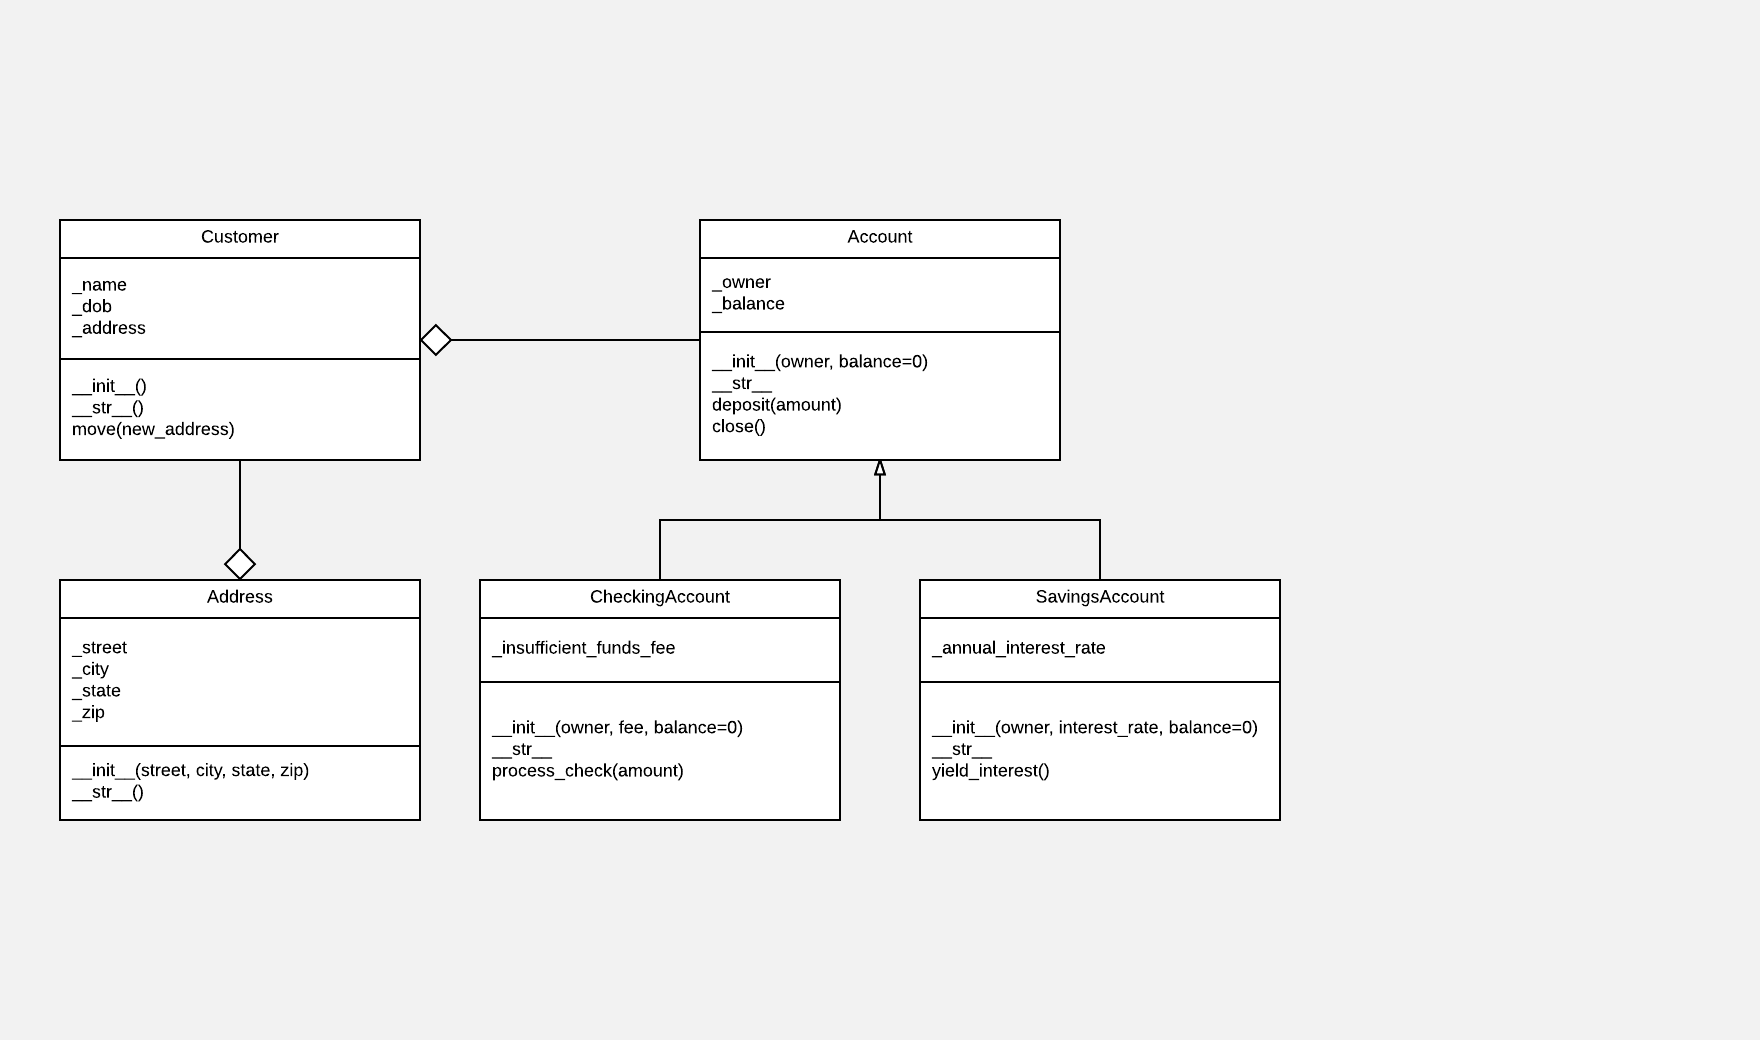 Customer
_name
_dob
_address
__init__()
__str__()
move(new_address)
Account
_owner
_balance
__init__(owner, balance=0)
__str__
deposit(amount)
close()
Address
_street
_city
_state
_zip
__init__(street, city, state, zip)
__str__()
CheckingAccount
_insufficient_funds_fee
__init__(owner, fee, balance=0)
__str__
process_check(amount)
SavingsAccount
_annual_interest_rate
__init__(owner, interest_rate, balance=0)
__str__
yield_interest()